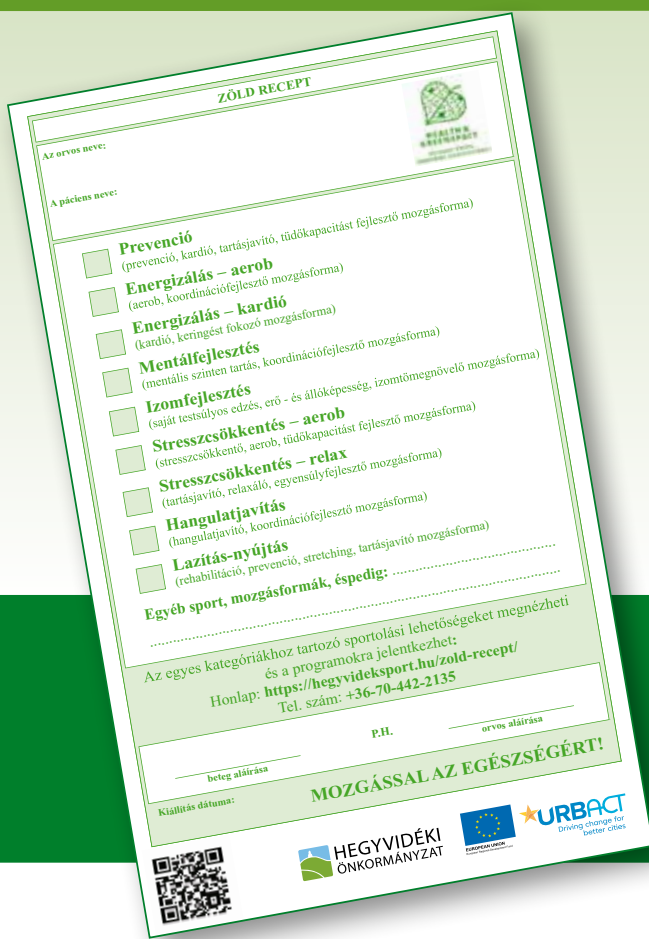 ZÖLD RECEPT
Az orvos neve:
HEALTH &
GREENSPACE
A páciens neve:
Prevenció
(prevenció, kardió, tartásjavító, tüdőkapacitást fejlesztő mozgásforma)
Energizálás – aerob
(aerob, koordinációfejlesztő mozgásforma)
Energizálás – kardió
(kardió, keringést fokozó mozgásforma)
Mentálfejlesztés
(mentális szinten tartás, koordinációfejlesztő mozgásforma)
Izomfejlesztés
(saját testsúlyos edzés, erő - és állóképesség, izomtömegnövelő mozgásforma)
Stresszcsökkentés – aerob
(stresszcsökkentő, aerob, tüdőkapacitást fejlesztő mozgásforma)
Stresszcsökkentés – relax
(tartásjavító, relaxáló, egyensúlyfejlesztő mozgásforma)
Hangulatjavítás
(hangulatjavító, koordinációfejlesztő mozgásforma)
Lazítás-nyújtás
(rehabilitáció, prevenció, stretching, tartásjavító mozgásforma)
Egyéb sport, mozgásformák, éspedig: ................................................
Az egyes kategóriákhoz tartozó sportolási lehetőségeket megnézheti
és a programokra jelentkezhet:
Honlap: https://hegyvideksport.hu/zold-recept/
Tel. szám: +36-70-442-2135
beteg aláírása
P.H.
orvos aláírása
Kiállítás dátuma:
MOZGÁSSAL AZ EGÉSZSÉGÉRT!
HEGYVIDÉKI
ÖNKORMÁNYZAT
EUROPEAN UNION
URBACT
Driving change for
better cities